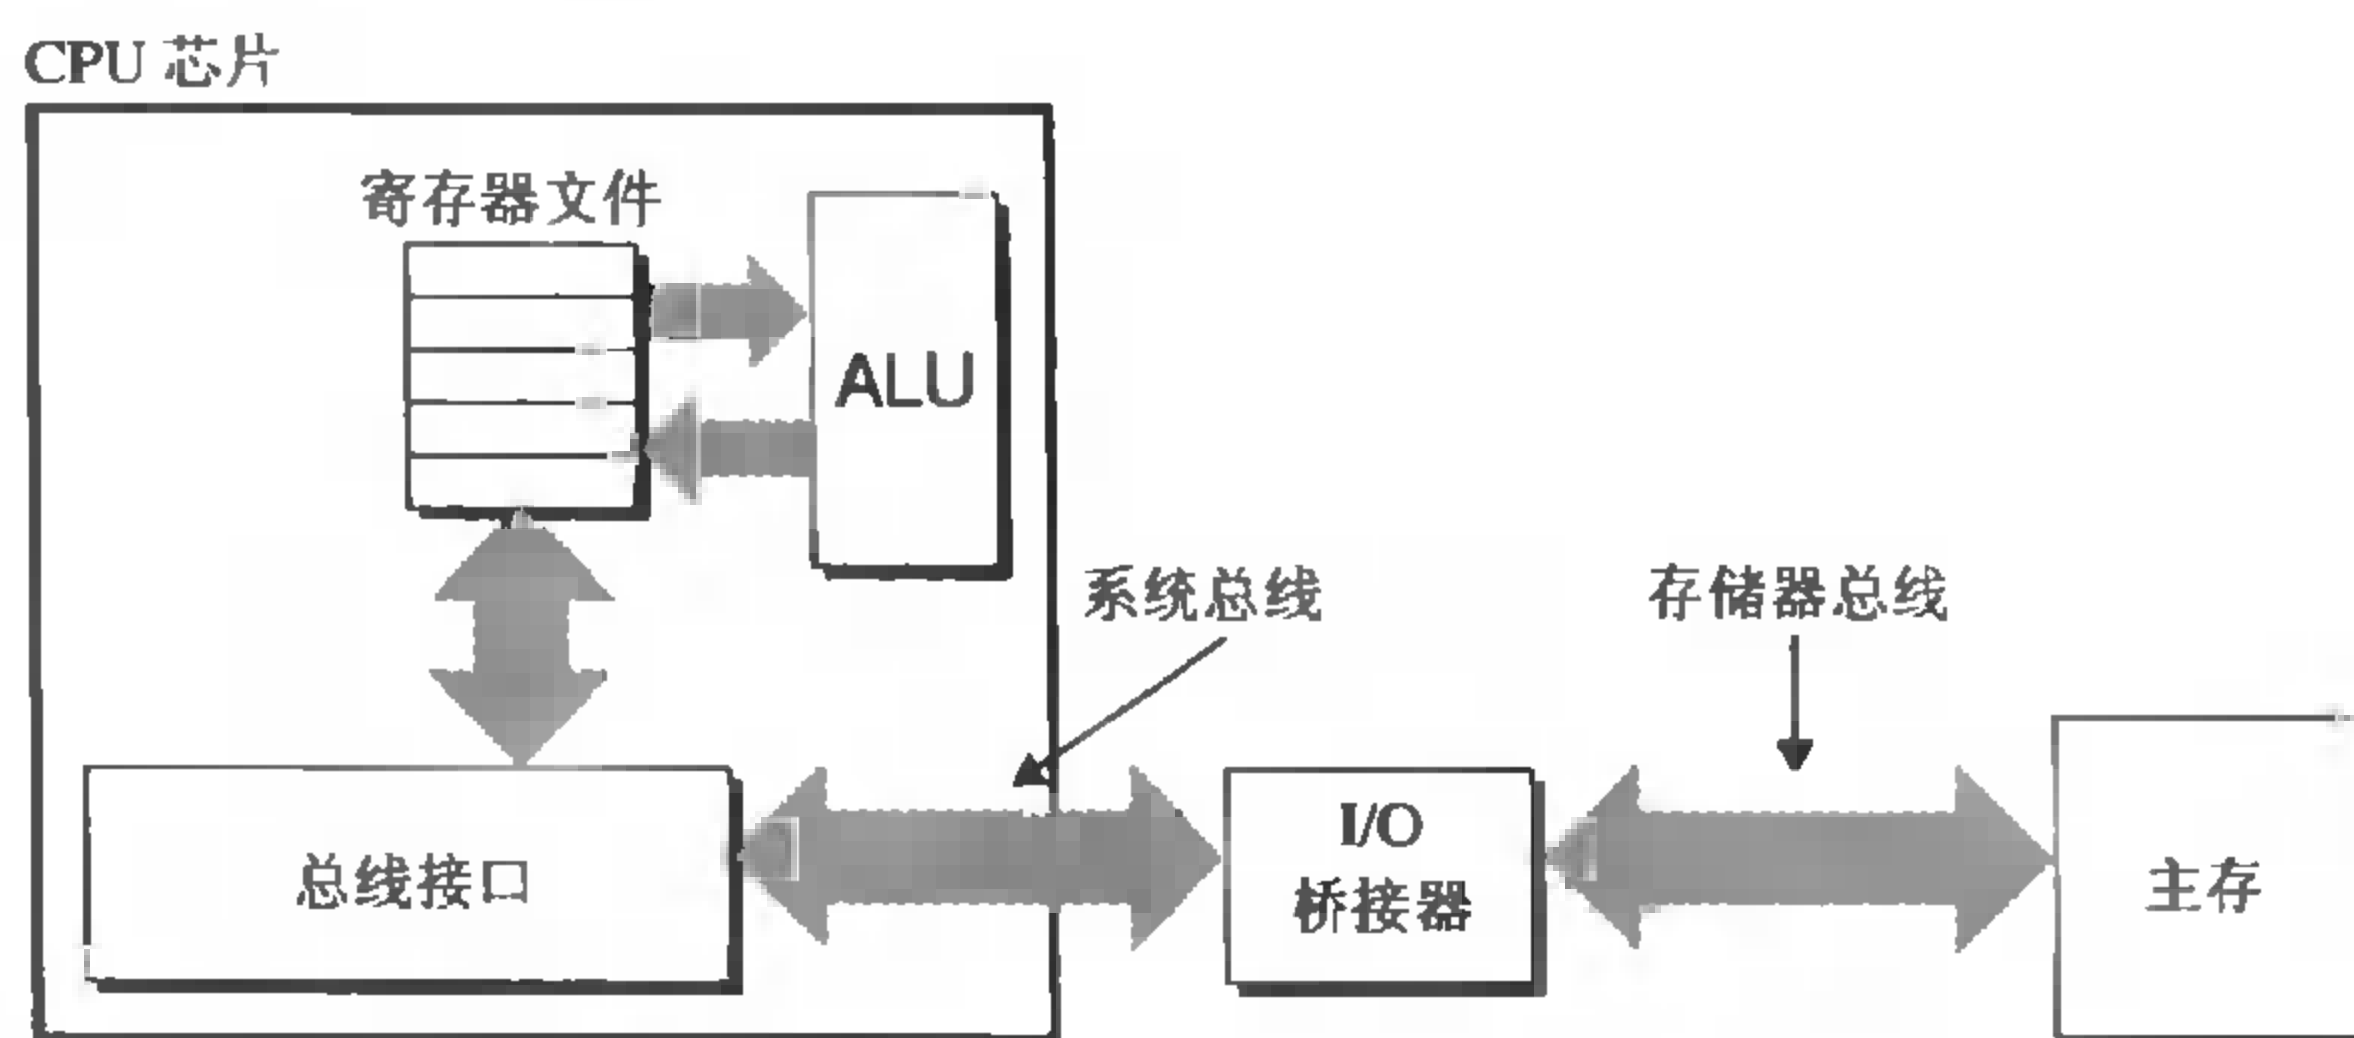 CPU 芯片
寄存器文件
ALU
系统总线
存储器总线
总线接口
I/O
桥接器
主存